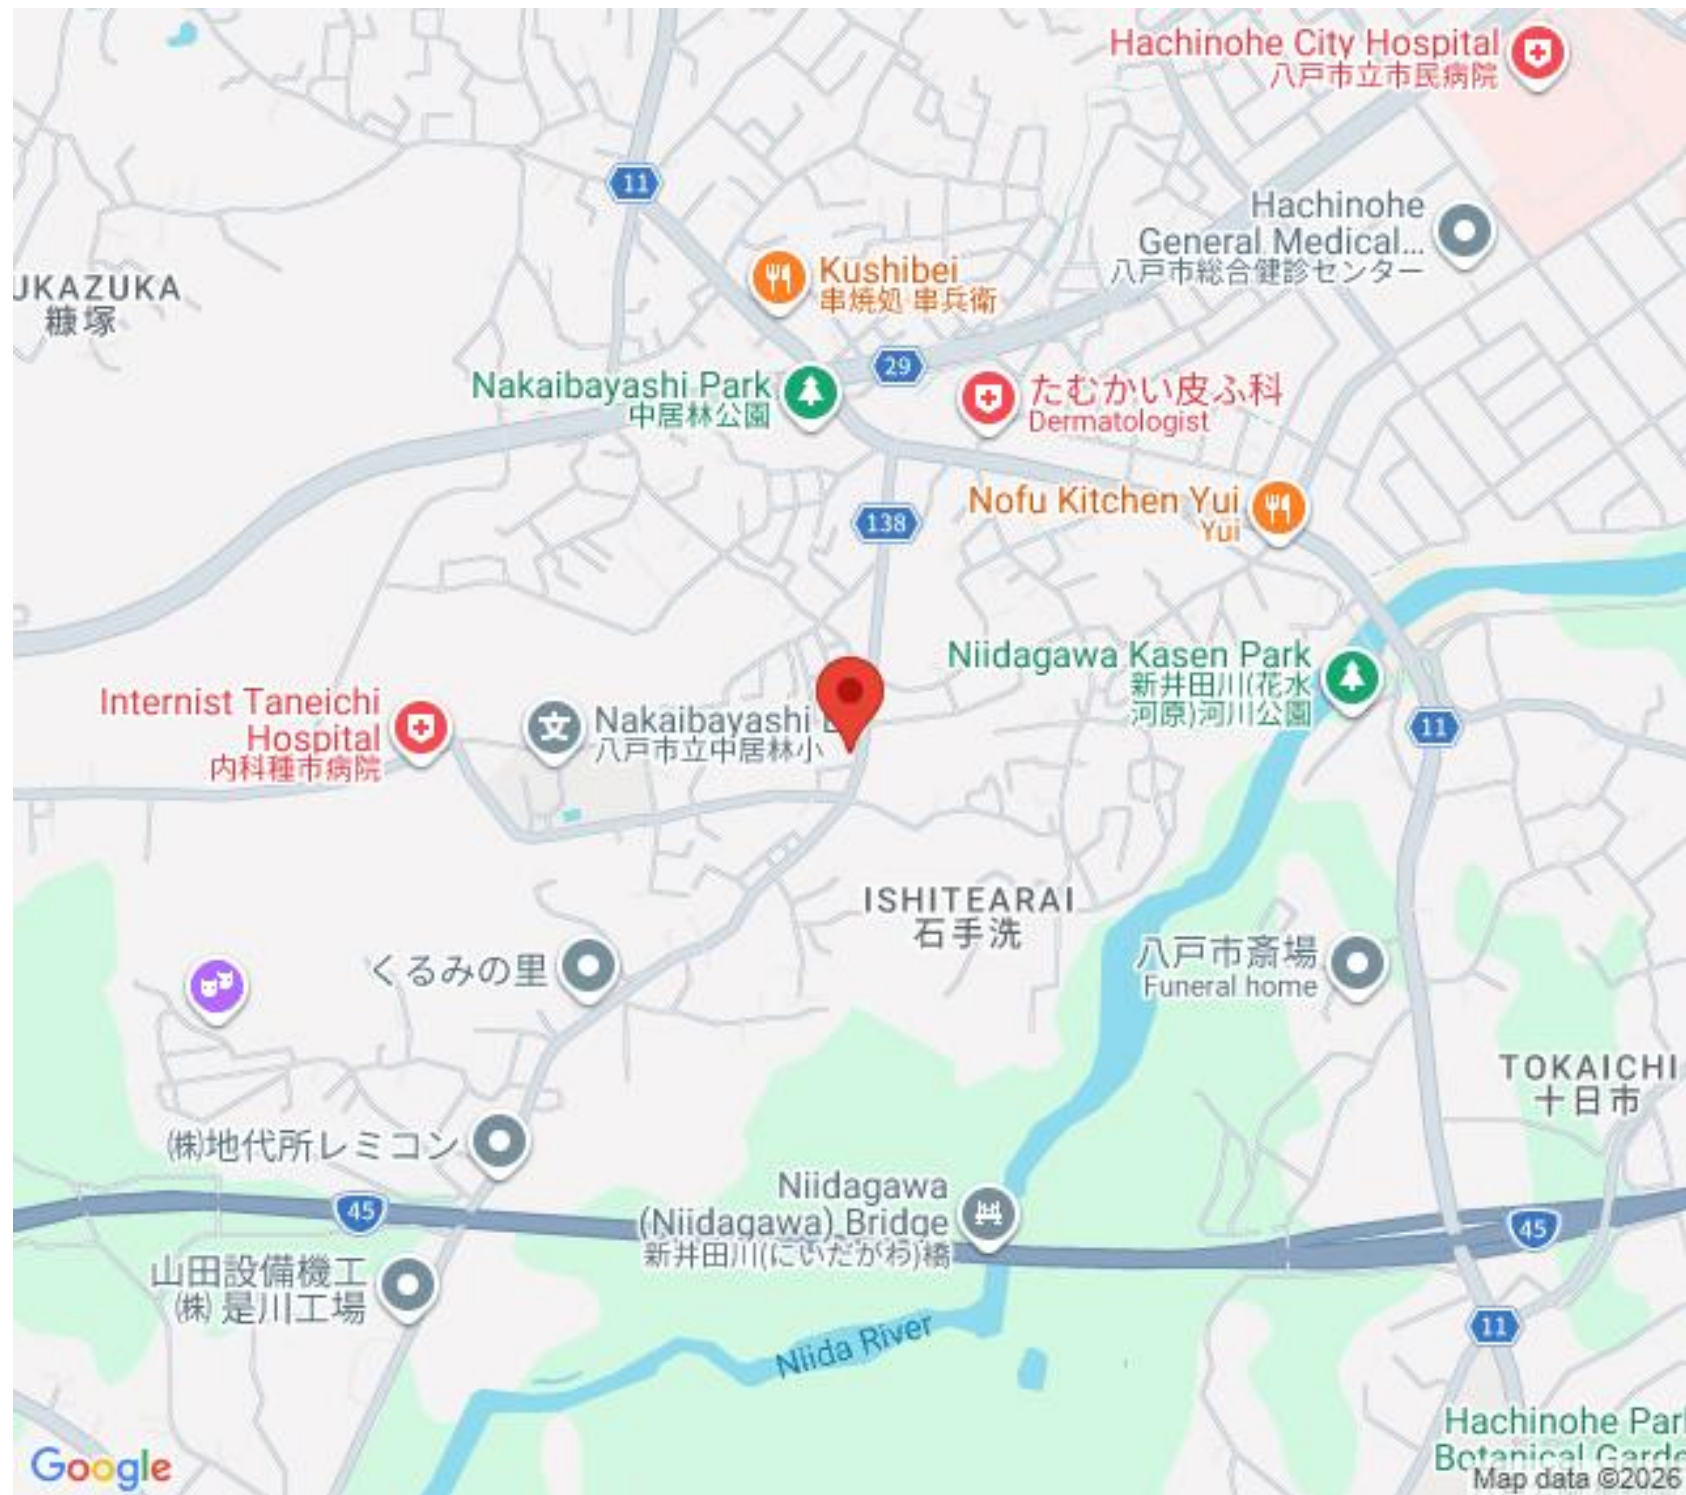 Hachinohe City Hospital
八戸市立市民病院
11
Hachinohe
General Medical...
八戸市総合健診センター
Kushibei
串焼処 串兵衛
UKAZUKA
糠塚
29
Nakaibayashi Park
中居林公園
たむかい皮ふ科
Dermatologist
138
Nofu Kitchen Yui
Yui
Niidagawa Kasen Park
新井田川(花水
河原)河川公園
Internist Taneichi
Hospital
内科種市病院
文
Nakaibayashi E
八戸市立中居林小
11
ISHITEARAI
石手洗
くるみの里
八戸市斎場
Funeral home
TOKAICHI
十日市
㈱地代所レミコン
45
Niidagawa
(Niidagawa) Bridge
新井田川(にいだがわ)橋
45
山田設備機工
㈱ 是川工場
11
Niida River
Hachinohe Park
Botanical Garde
Google
Map data ©2026